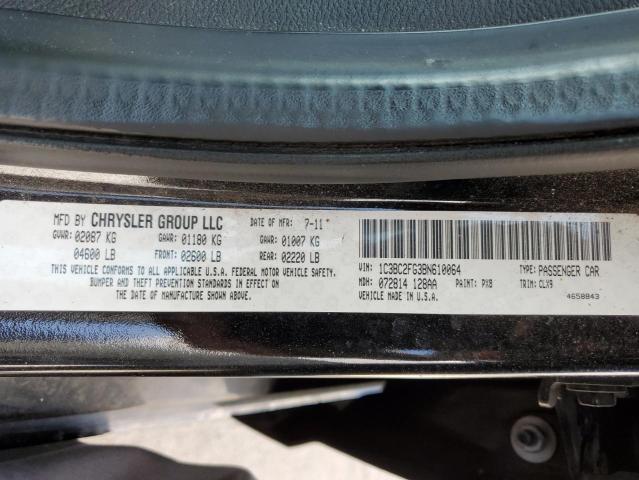 MFD BY CHRYSLER GROUP LLC DATE OF MFR: 7-11*
GVWR: 02087 KG GAWR: 01180 KG GAWR: 01007 KG
04600 LB FRONT: 02600 LB REAR: 02220 LB
THIS VEHICLE CONFORMS TO ALL APPLICABLE U.S.A. FEDERAL MOTOR VEHICLE SAFETY,
BUMPER AND THEFT PREVENTION STANDARDS IN EFFECT ON
THE DATE OF MANUFACTURE SHOWN ABOVE.
VIN: 1C3BC2FG3BN610064 TYPE: PASSENGER CAR
MDH: 072814 128AA PAINT: PX8 TRIM: CLX9
VEHICLE MADE IN U.S.A.
4658843